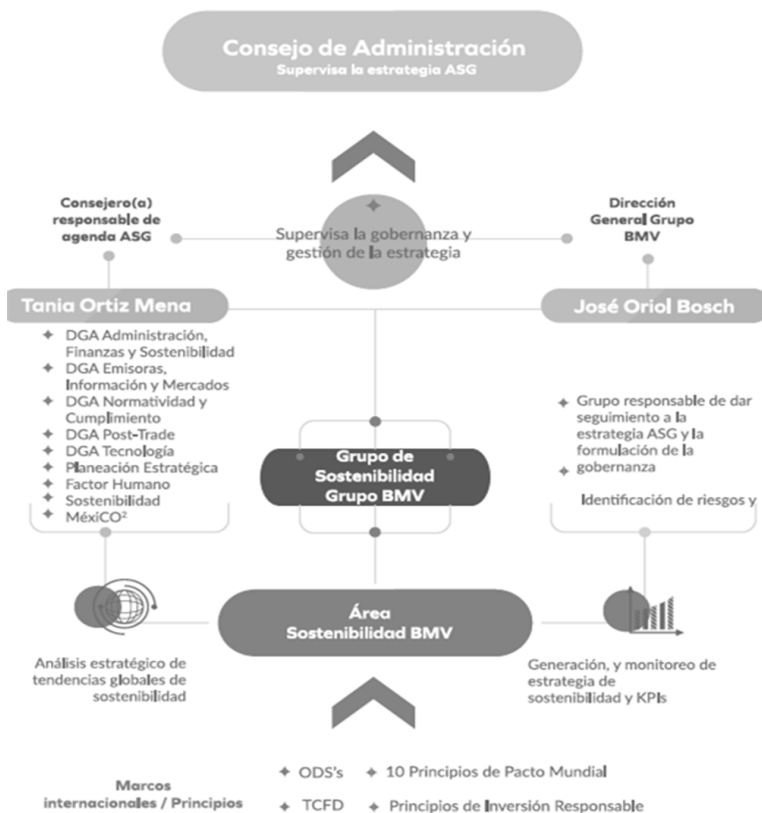 Consejo de Administración
Supervisa la estrategia ASG
Consejero(a)
responsable de
agenda ASG
Supervisa la gobernanza y
gestión de la estrategia
Dirección
General Grupo
BMV
Tania Ortiz Mena
José Oriol Bosch
DGA Administración,
Finanzas y Sostenibilidad
DGA Emisoras,
Información y Mercados
DGA Normatividad y
Cumplimiento
DGA Post-Trade
DGA Tecnología
Planeación Estratégica
Factor Humano
Sostenibilidad
MéxiCO²
Grupo de
Sostenibilidad
Grupo BMV
Grupo responsable de dar
seguimiento a la
estrategia ASG y la
formulación de la
gobernanza
Identificación de riesgos y
Área
Sostenibilidad BMV
Análisis estratégico de
tendencias globales de
sostenibilidad
Generación, y monitoreo de
estrategia de
sostenibilidad y KPIs
Marcos
internacionales / Principios
ODS's
10 Principios de Pacto Mundial
TCFD
Principios de Inversión Responsable